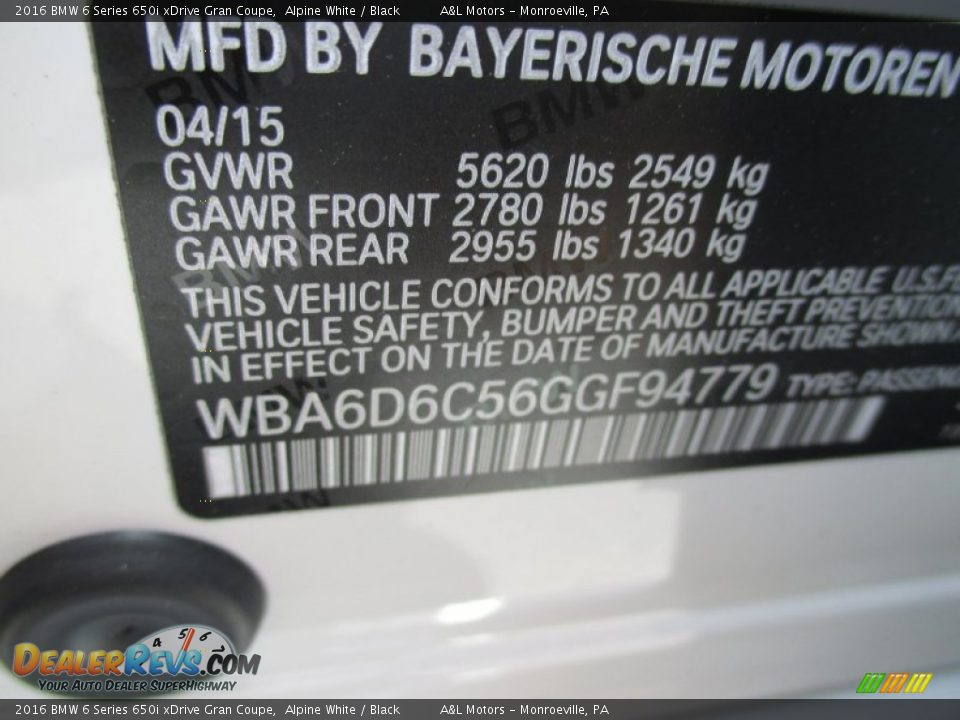 2016 BMW 6 Series 650i xDrive Gran Coupe, Alpine White / Black A&L Motors - Monroeville, PA
MFD BY BAYERISCHE MOTOREN
04/15
GVWR 5620 lbs 2549 kg
GAWR FRONT 2780 lbs 1261 kg
GAWR REAR 2955 lbs 1340 kg
THIS VEHICLE CONFORMS TO ALL APPLICABLE U.S.FE
VEHICLE SAFETY, BUMPER AND THEFT PREVENTION
IN EFFECT ON THE DATE OF MANUFACTURE SHOWN
WBA6D6C56GGF94779 TYPE: PASSENG
DEALERREVS.COM
YOUR AUTO DEALER SUPERHIGHWAY
2016 BMW 6 Series 650i xDrive Gran Coupe, Alpine White / Black A&L Motors - Monroeville, PA